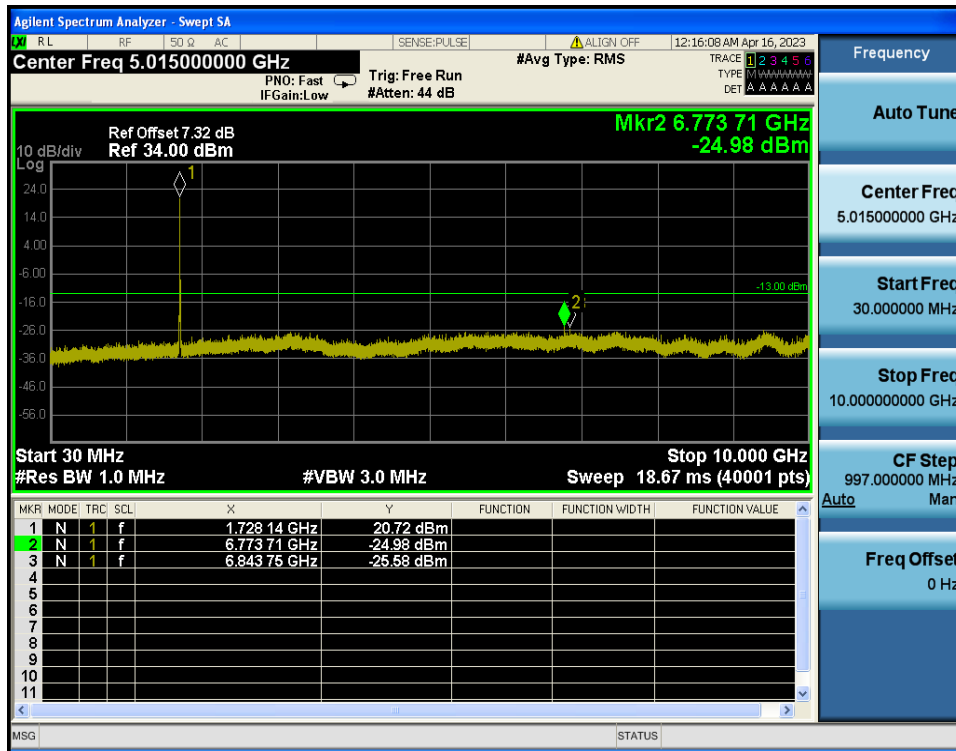 Agilent Spectrum Analyzer - Swept SA
LXI RL RF 50 Ω AC SENSE:PULSE ALIGN OFF 12:16:08 AM Apr 16, 2023
Center Freq 5.015000000 GHz #Avg Type: RMS TRACE 1 2 3 4 5 6
PNO: Fast Trig: Free Run TYPE M WWWWW
IFGain:Low #Atten: 44 dB DET A A A A A A
Mkr2 6.773 71 GHz
Ref Offset 7.32 dB
10 dB/div Ref 34.00 dBm -24.98 dBm
Log
1
24.0
14.0
4.00
-6.00
-13.00 dBm
-16.0
2
-26.0
-36.0
-46.0
-56.0
Start 30 MHz Stop 10.000 GHz
#Res BW 1.0 MHz #VBW 3.0 MHz Sweep 18.67 ms (40001 pts)
MKR MODE TRC SCL X Y FUNCTION FUNCTION WIDTH FUNCTION VALUE
1 N 1 f 1.728 14 GHz 20.72 dBm
2 N 1 f 6.773 71 GHz -24.98 dBm
3 N 1 f 6.843 75 GHz -25.58 dBm
4
5
6
7
8
9
10
11
MSG STATUS
Frequency
Auto Tune
Center Freq
5.015000000 GHz
Start Freq
30.000000 MHz
Stop Freq
10.000000000 GHz
CF Step
997.000000 MHz
Auto Man
Freq Offset
0 Hz